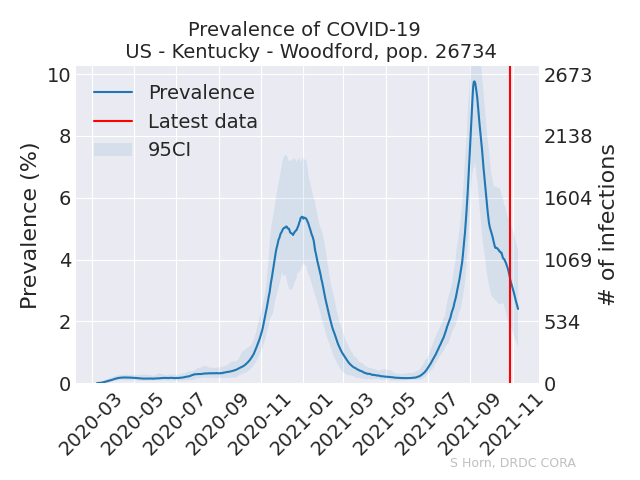 Prevalence of COVID-19
US - Kentucky - Woodford, pop. 26734
Prevalence (%)
10
8
6
4
2
0
Prevalence
Latest data
95CI
2673
2138
1604
1069
534
0
# of infections
2020-03
2020-05
2020-07
2020-09
2020-11
2021-01
2021-03
2021-05
2021-07
2021-09
2021-11
S Horn, DRDC CORA